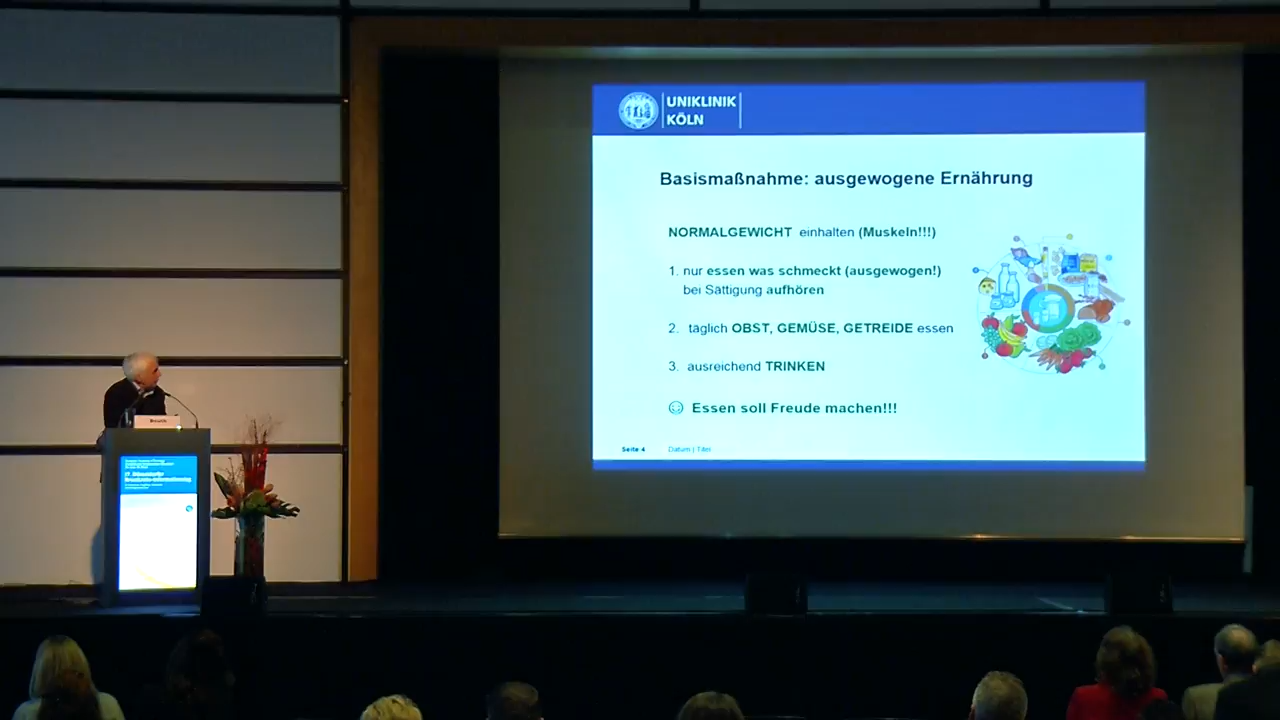 UNIKLINIK
KÖLN
Basismaßnahme: ausgewogene Ernährung
NORMALGEWICHT einhalten (Muskeln!!!)
1. nur essen was schmeckt (ausgewogen!)
bei Sättigung aufhören
2. täglich OBST, GEMÜSE, GETREIDE essen
3. ausreichend TRINKEN
☺ Essen soll Freude machen!!!
Seite 4 Datum | Titel